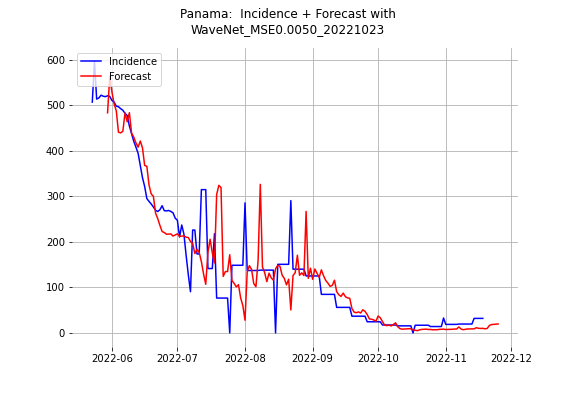 Panama:  Incidence + Forecast with
WaveNet_MSE0.0050_20221023
Incidence
Forecast
600
500
400
300
200
100
0
2022-06 2022-07 2022-08 2022-09 2022-10 2022-11 2022-12